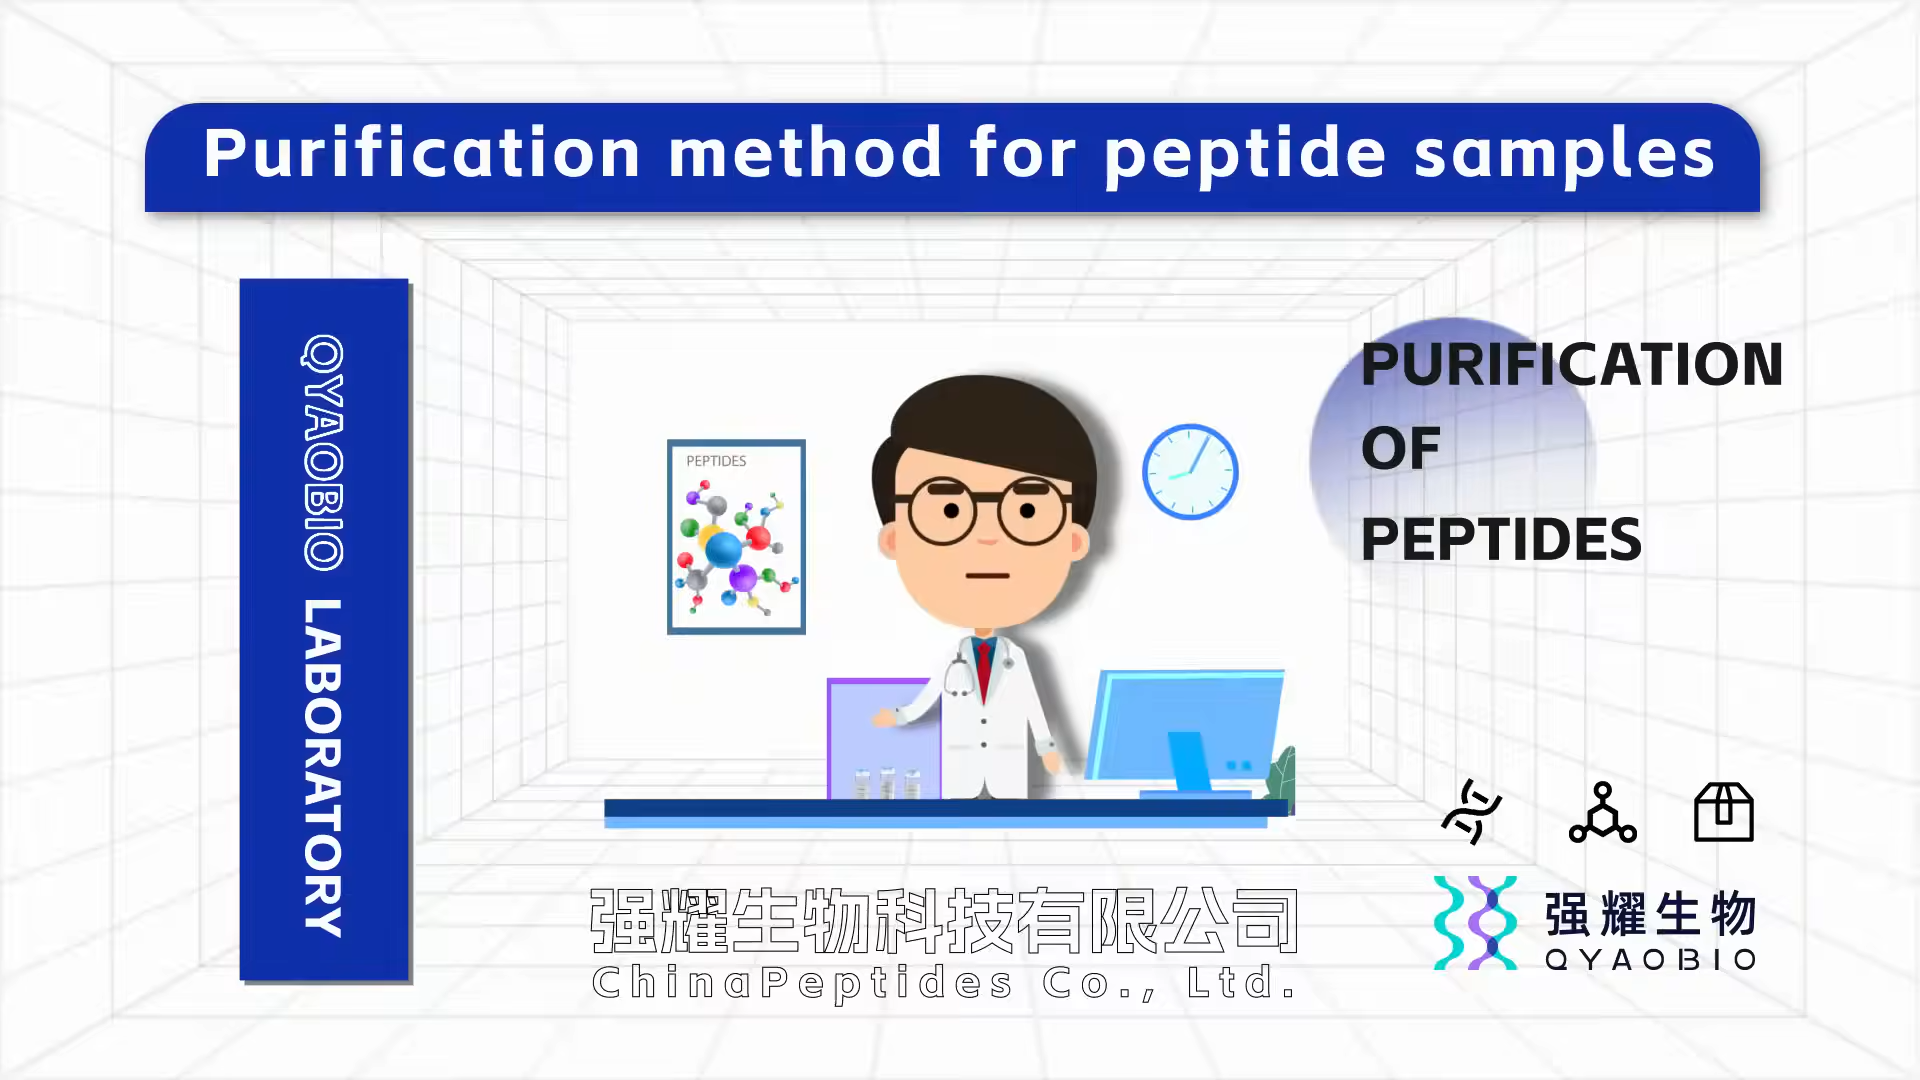 Purification method for peptide samples
QYAOBIO LABORATORY
PEPTIDES
PURIFICATION
OF
PEPTIDES
强耀生物科技有限公司
ChinaPeptides Co., Ltd.
强耀生物
QYAOBIO